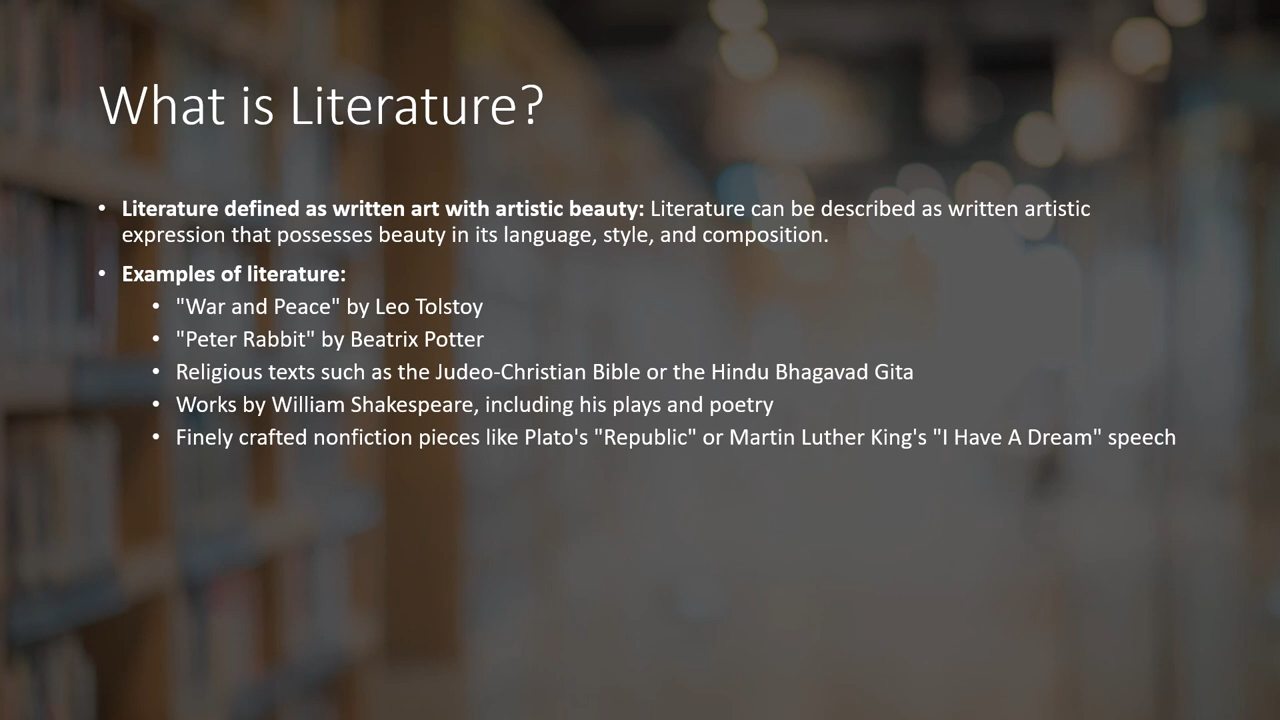 What is Literature?
• Literature defined as written art with artistic beauty: Literature can be described as written artistic
expression that possesses beauty in its language, style, and composition.
• Examples of literature:
• "War and Peace" by Leo Tolstoy
• "Peter Rabbit" by Beatrix Potter
• Religious texts such as the Judeo-Christian Bible or the Hindu Bhagavad Gita
• Works by William Shakespeare, including his plays and poetry
• Finely crafted nonfiction pieces like Plato's "Republic" or Martin Luther King's "I Have A Dream" speech